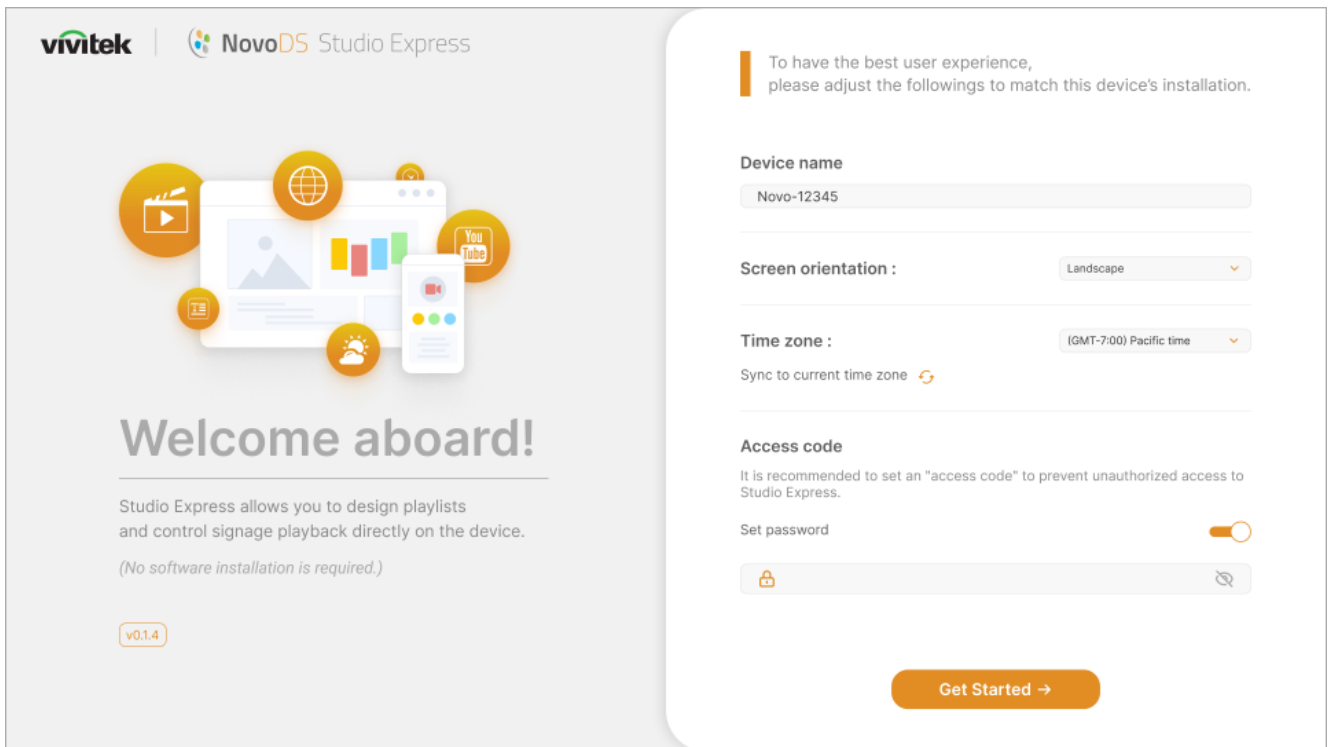 vivitek
NovoDS Studio Express
You
Tube
Welcome aboard!
Studio Express allows you to design playlists
and control signage playback directly on the device.
(No software installation is required.)
v0.1.4
To have the best user experience,
please adjust the followings to match this device's installation.
Device name
Novo-12345
Screen orientation :
Landscape
Time zone :
(GMT-7:00) Pacific time
Sync to current time zone
Access code
It is recommended to set an "access code" to prevent unauthorized access to
Studio Express.
Set password
Get Started →